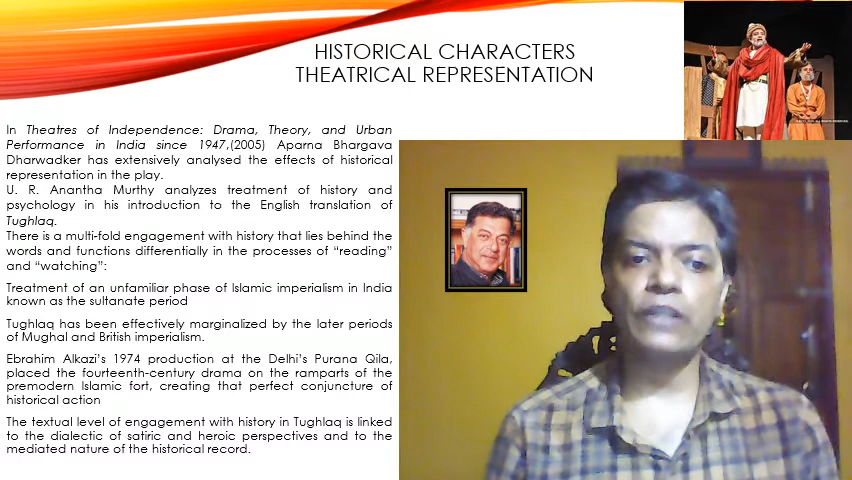 HISTORICAL CHARACTERS
THEATRICAL REPRESENTATION
In Theatres of Independence: Drama, Theory, and Urban
Performance in India since 1947,(2005) Aparna Bhargava
Dharwadker has extensively analysed the effects of historical
representation in the play.
U. R. Anantha Murthy analyzes treatment of history and
psychology in his introduction to the English translation of
Tughlaq.
There is a multi-fold engagement with history that lies behind the
words and functions differentially in the processes of “reading”
and “watching”:
Treatment of an unfamiliar phase of Islamic imperialism in India
known as the sultanate period
Tughlaq has been effectively marginalized by the later periods
of Mughal and British imperialism.
Ebrahim Alkazi’s 1974 production at the Delhi’s Purana Qila,
placed the fourteenth-century drama on the ramparts of the
premodern Islamic fort, creating that perfect conjuncture of
historical action
The textual level of engagement with history in Tughlaq is linked
to the dialectic of satiric and heroic perspectives and to the
mediated nature of the historical record.